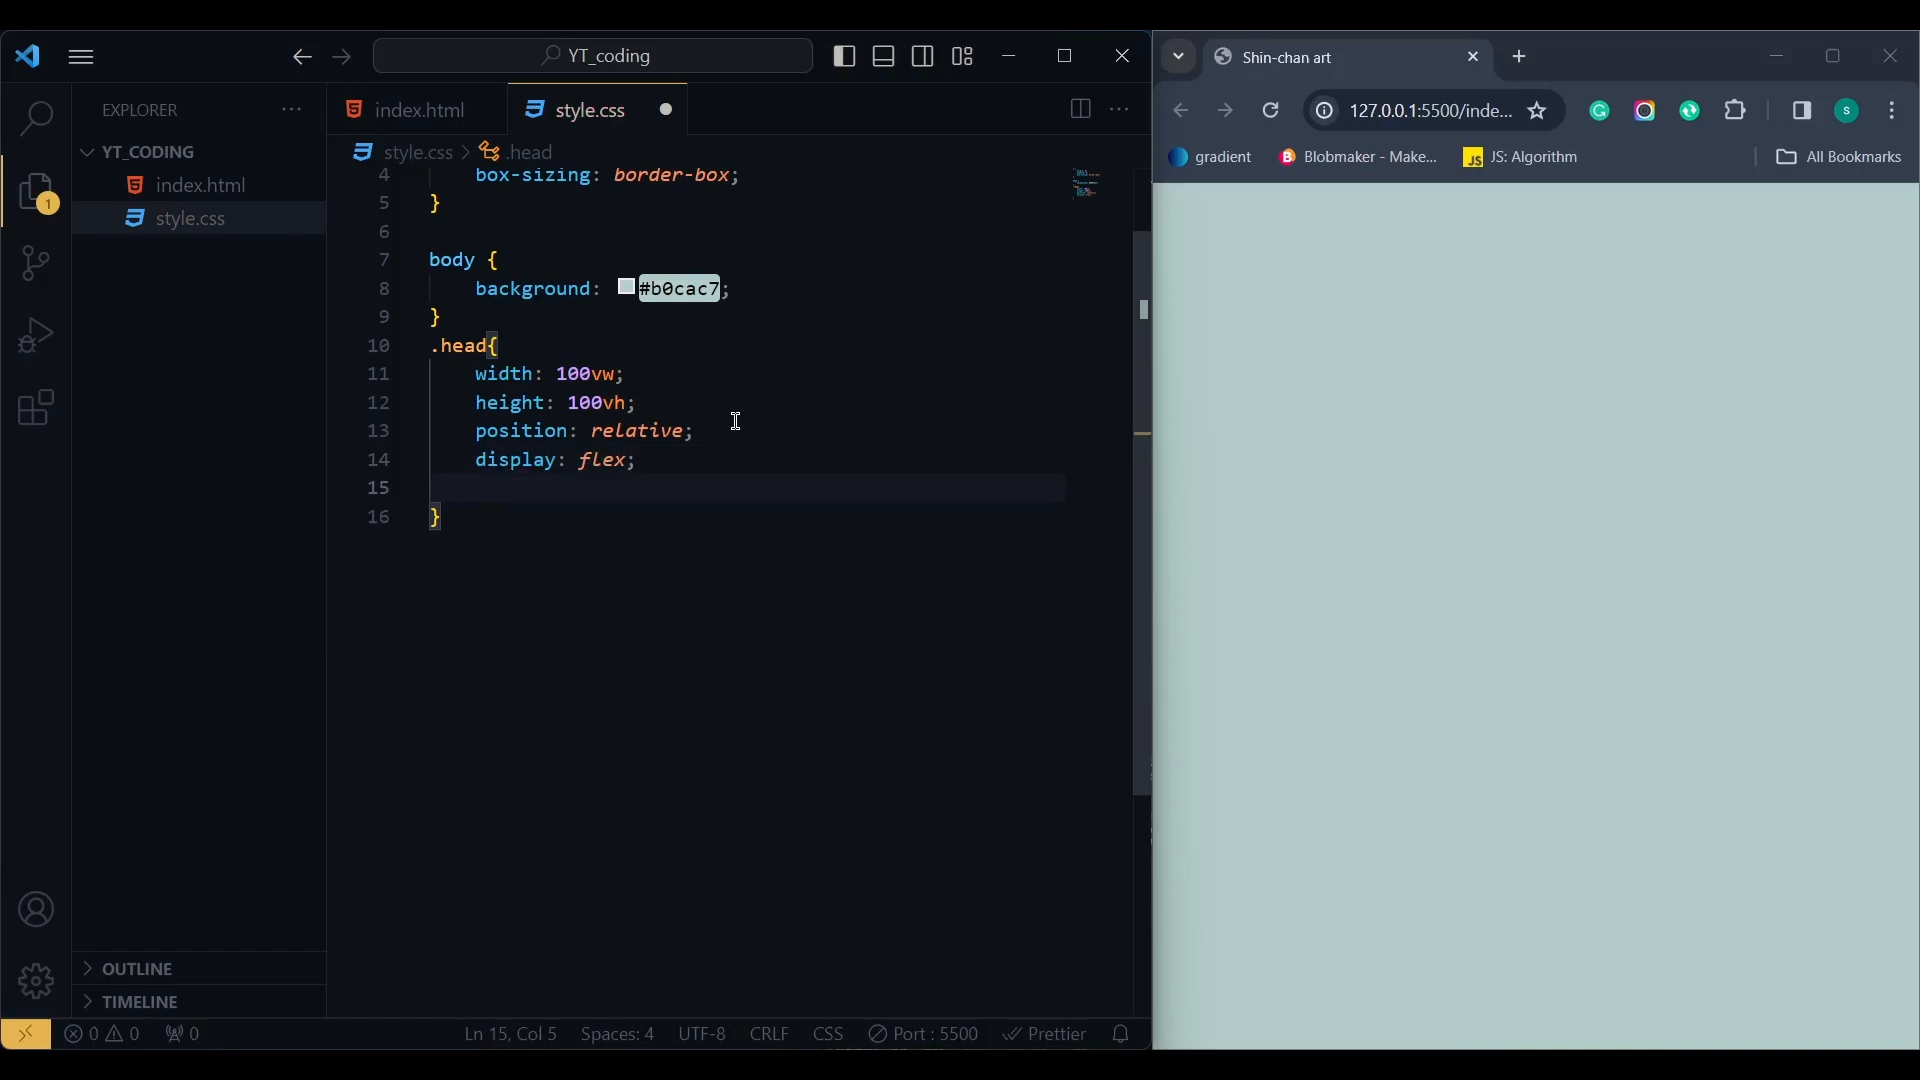 YT_coding
Shin-chan art
EXPLORER
index.html
style.css
127.0.0.1:5500/inde...
S
YT_CODING
style.css > .head
gradient
Blobmaker - Make...
JS
JS: Algorithm
All Bookmarks
index.html
1
style.css
4 box-sizing: border-box;
5 }
6
7 body {
8 background: #b0cac7;
9 }
10 .head{
11 width: 100vw;
12 height: 100vh;
13 position: relative;
14 display: flex;
15
16 }
OUTLINE
TIMELINE
0 0 0
Ln 15, Col 5
Spaces: 4
UTF-8
CRLF
CSS
Port : 5500
Prettier